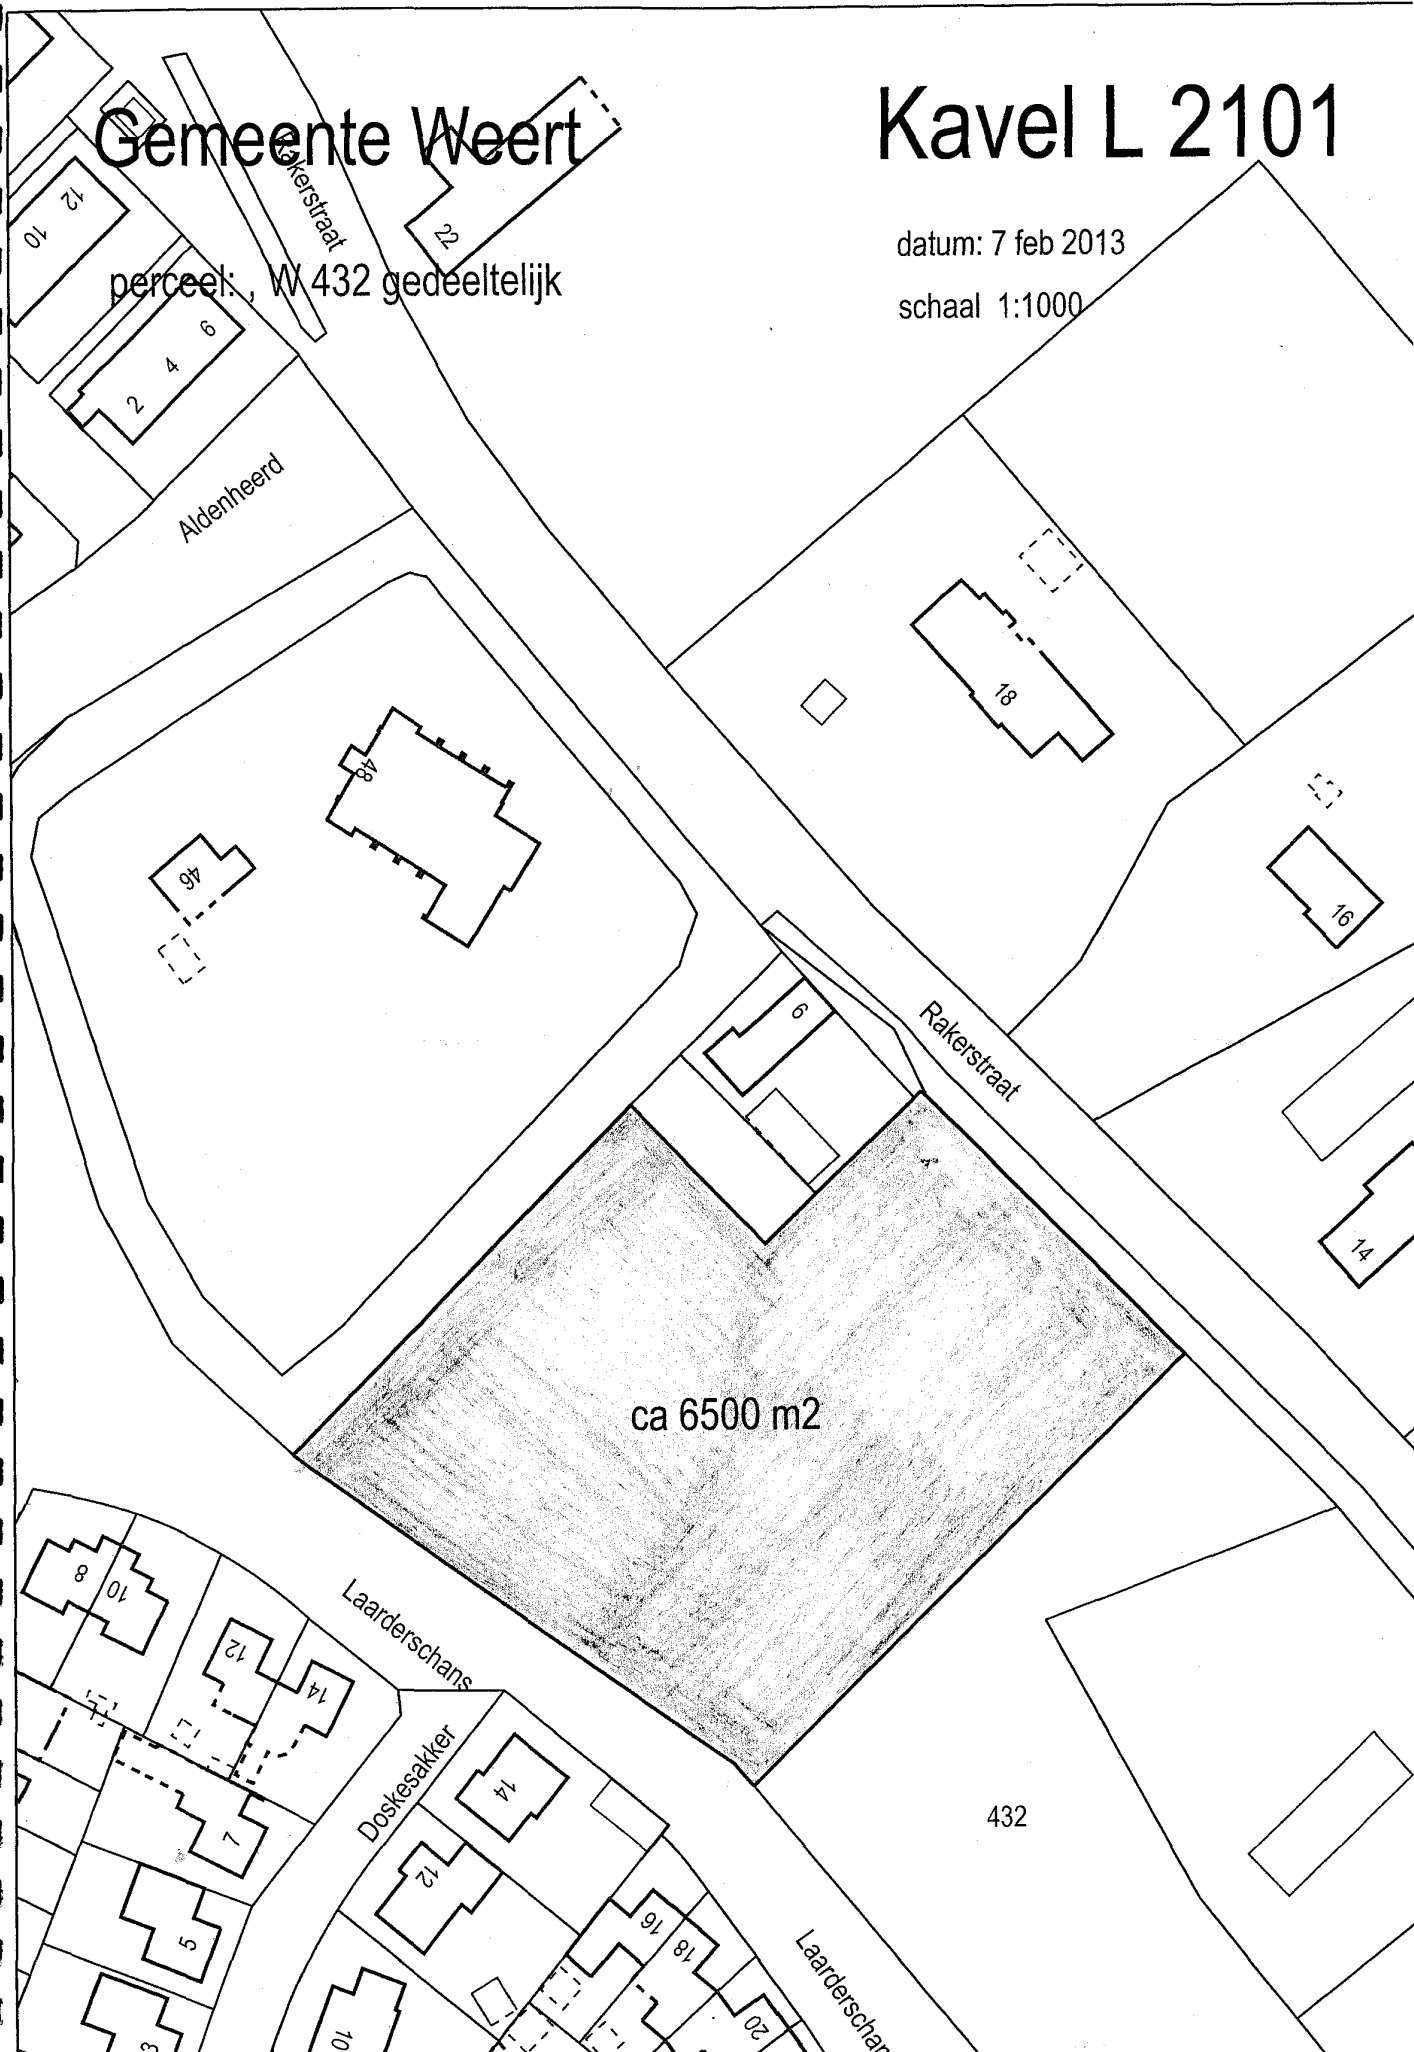 Gemeente Weert
Kavel L 2101
Rakerstraat
12
10
22
datum: 7 feb 2013
perceel: , W 432 gedeeltelijk
schaal 1:1000
6
4
2
Aldenheerd
18
48
46
16
6
Rakerstraat
14
ca 6500 m2
8
10
Laarderschans
12
14
Doskesakker
14
432
7
12
16
18
5
Laarderschan
20
10
3